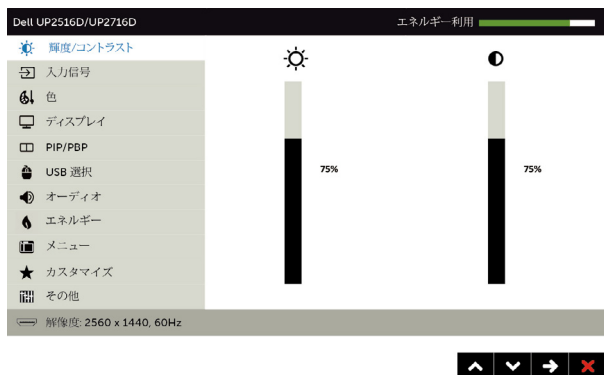 Dell UP2516D/UP2716D
エネルギー利用
輝度/コントラスト
入力信号
色
ディスプレイ
PIP/PBP
USB 選択
オーディオ
エネルギー
メニュー
カスタマイズ
その他
75%
75%
解像度: 2560 x 1440, 60Hz